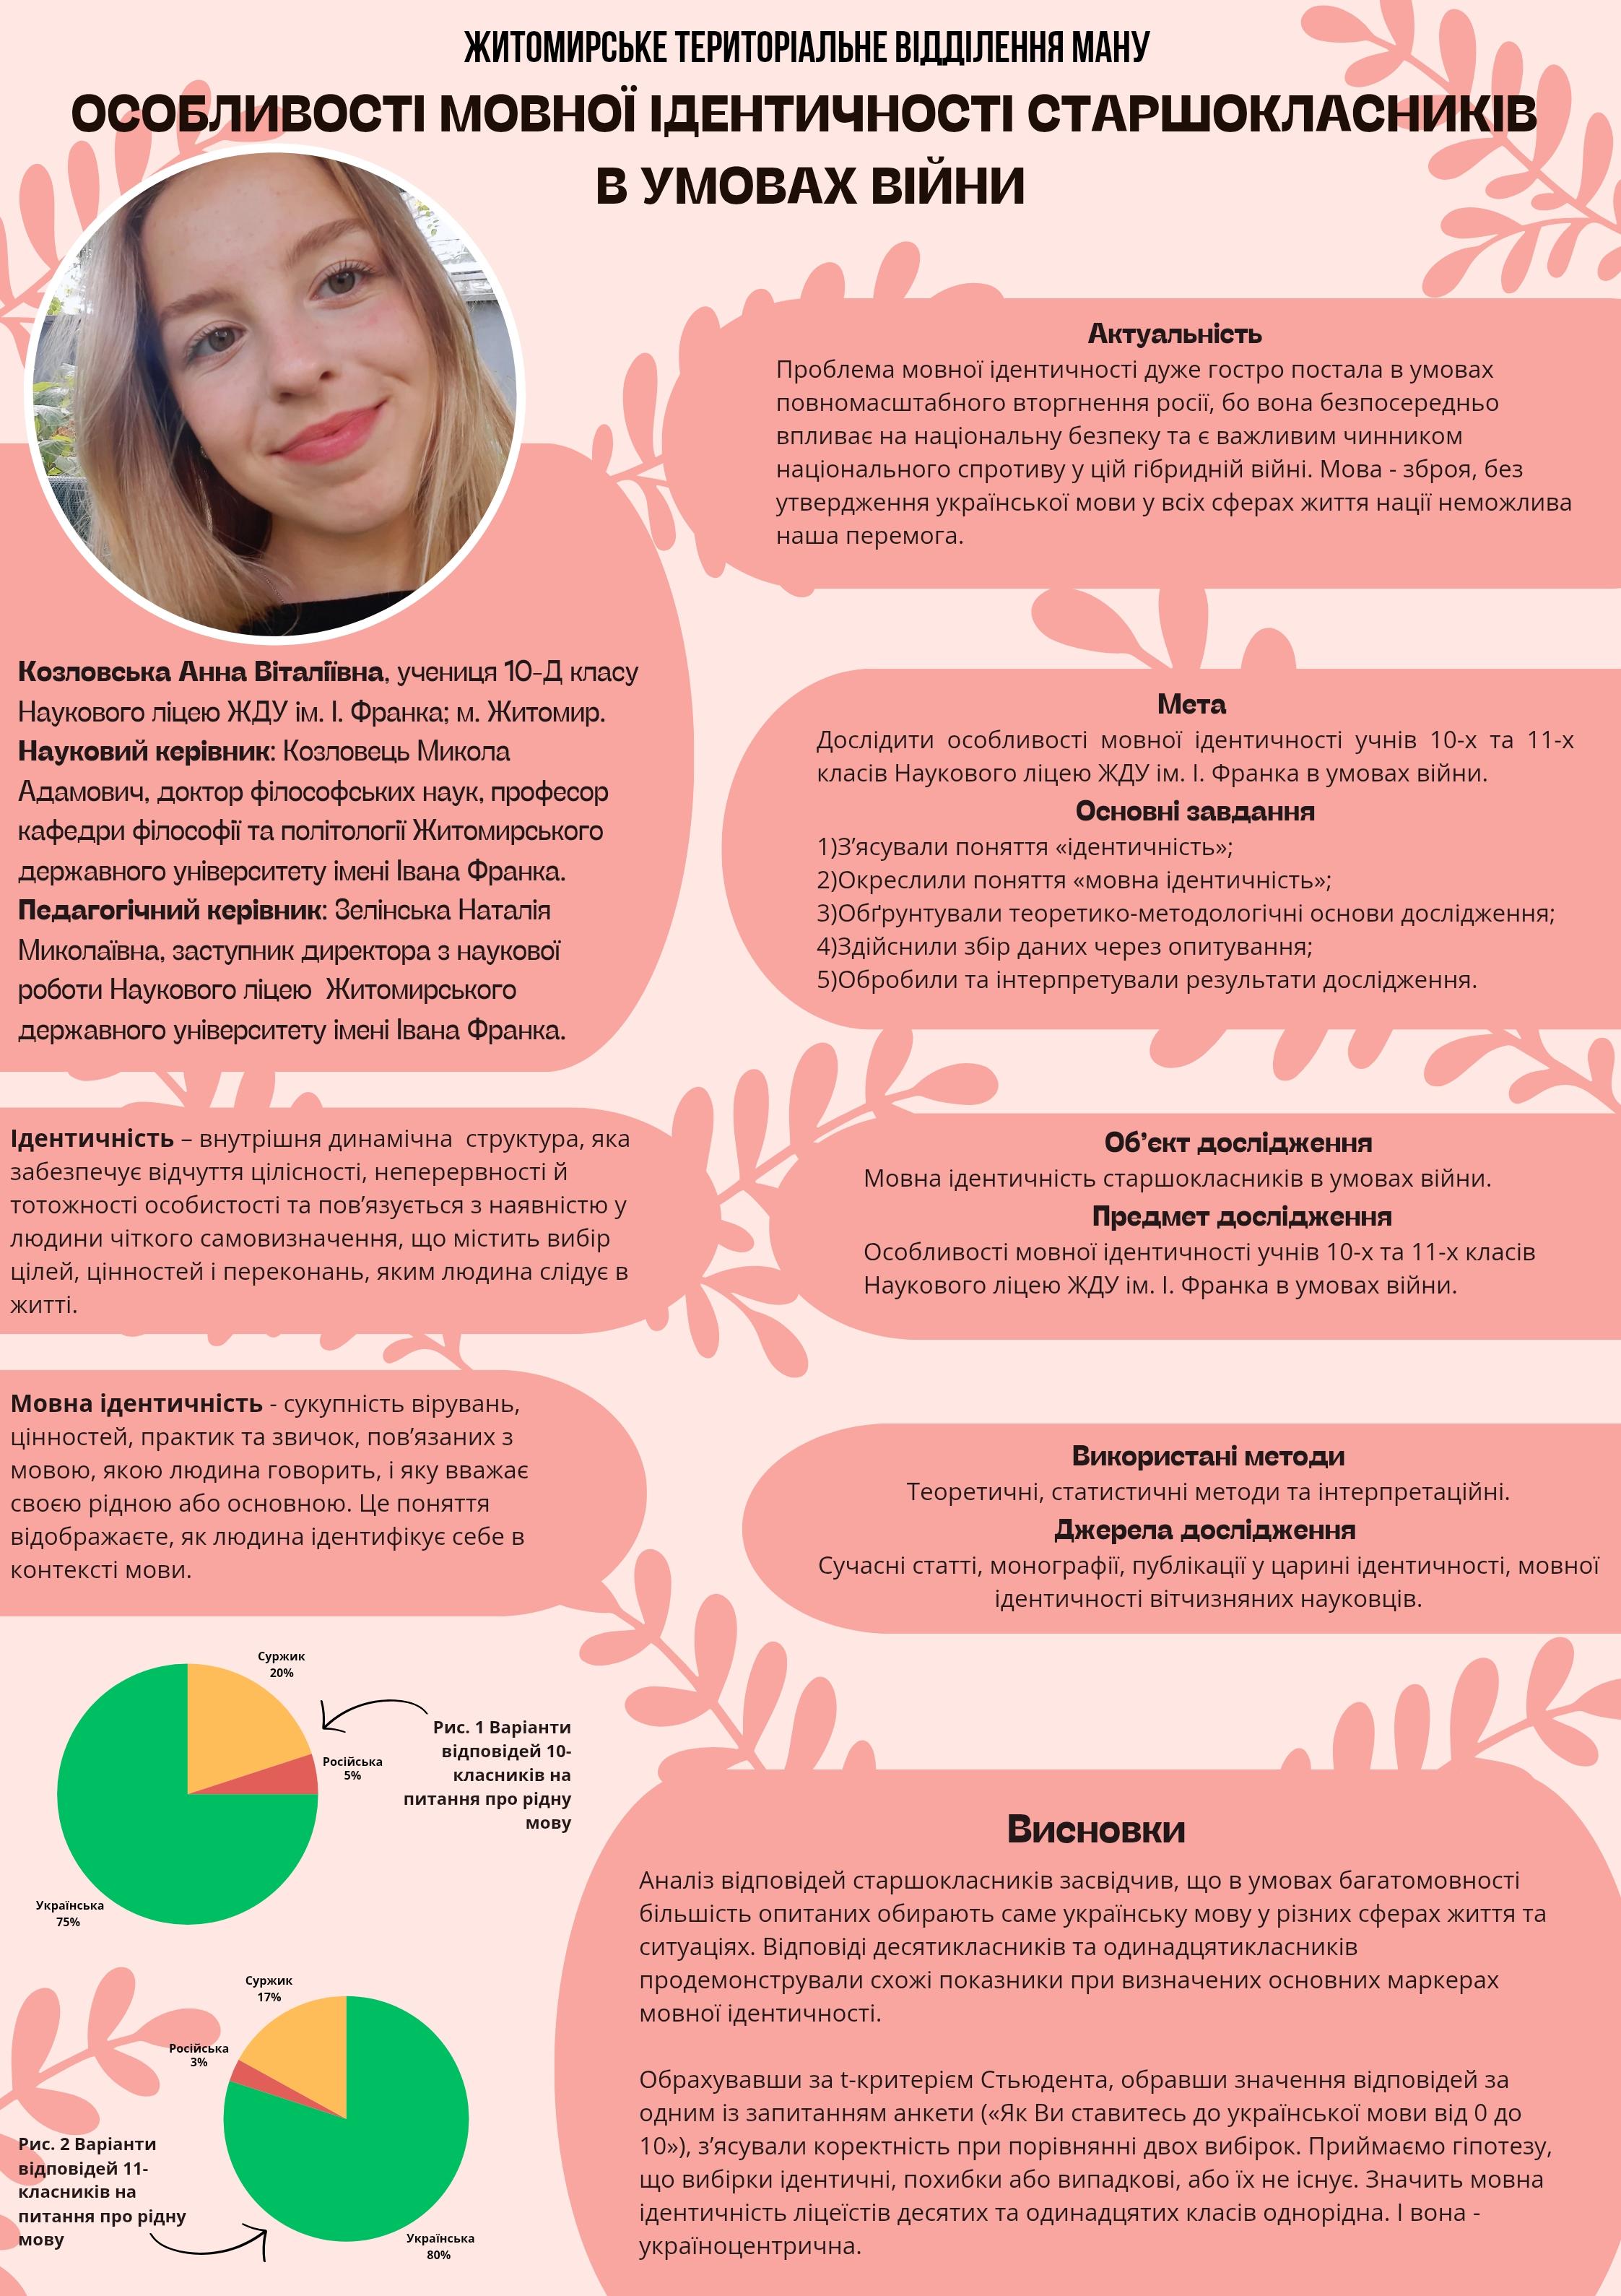 ЖИТОМИРСЬКЕ ТЕРИТОРІАЛЬНЕ ВІДДІЛЕННЯ МАНУ
ОСОБЛИВОСТІ МОВНОЇ ІДЕНТИЧНОСТІ СТАРШОКЛАСНИКІВ
В УМОВАХ ВІЙНИ
Козловська Анна Віталіївна, учениця 10-Д класу
Наукового ліцею ЖДУ ім. І. Франка; м. Житомир.
Науковий керівник: Козловець Микола
Адамович, доктор філософських наук, професор
кафедри філософії та політології Житомирського
державного університету імені Івана Франка.
Педагогічний керівник: Зелінська Наталія
Миколаївна, заступник директора з наукової
роботи Наукового ліцею Житомирського
державного університету імені Івана Франка.
Актуальність
Проблема мовної ідентичності дуже гостро постала в умовах
повномасштабного вторгнення росії, бо вона безпосередньо
впливає на національну безпеку та є важливим чинником
національного спротиву у цій гібридній війні. Мова - зброя, без
утвердження української мови у всіх сферах життя нації неможлива
наша перемога.
Мета
Дослідити особливості мовної ідентичності учнів 10-х та 11-х
класів Наукового ліцею ЖДУ ім. І. Франка в умовах війни.
Основні завдання
1)З’ясували поняття «ідентичність»;
2)Окреслили поняття «мовна ідентичність»;
3)Обґрунтували теоретико-методологічні основи дослідження;
4)Здійснили збір даних через опитування;
5)Обробили та інтерпретували результати дослідження.
Ідентичність – внутрішня динамічна структура, яка
забезпечує відчуття цілісності, неперервності й
тотожності особистості та пов’язується з наявністю у
людини чіткого самовизначення, що містить вибір
цілей, цінностей і переконань, яким людина слідує в
житті.
Об’єкт дослідження
Мовна ідентичність старшокласників в умовах війни.
Предмет дослідження
Особливості мовної ідентичності учнів 10-х та 11-х класів
Наукового ліцею ЖДУ ім. І. Франка в умовах війни.
Мовна ідентичність - сукупність вірувань,
цінностей, практик та звичок, пов’язаних з
мовою, якою людина говорить, і яку вважає
своєю рідною або основною. Це поняття
відображаєте, як людина ідентифікує себе в
контексті мови.
Використані методи
Теоретичні, статистичні методи та інтерпретаційні.
Джерела дослідження
Сучасні статті, монографії, публікації у царині ідентичності, мовної
ідентичності вітчизняних науковців.
Суржик
20%
Російська
5%
Українська
75%
Рис. 1 Варіанти
відповідей 10-
класників на
питання про рідну
мову
Суржик
17%
Російська
3%
Українська
80%
Рис. 2 Варіанти
відповідей 11-
класників на
питання про рідну
мову
Висновки
Аналіз відповідей старшокласників засвідчив, що в умовах багатомовності
більшість опитаних обирають саме українську мову у різних сферах життя та
ситуаціях. Відповіді десятикласників та одинадцятикласників
продемонстрували схожі показники при визначених основних маркерах
мовної ідентичності.
Обрахувавши за t-критерієм Стьюдента, обравши значення відповідей за
одним із запитанням анкети («Як Ви ставитесь до української мови від 0 до
10»), з’ясували коректність при порівнянні двох вибірок. Приймаємо гіпотезу,
що вибірки ідентичні, похибки або випадкові, або їх не існує. Значить мовна
ідентичність ліцеїстів десятих та одинадцятих класів однорідна. І вона -
україноцентрична.